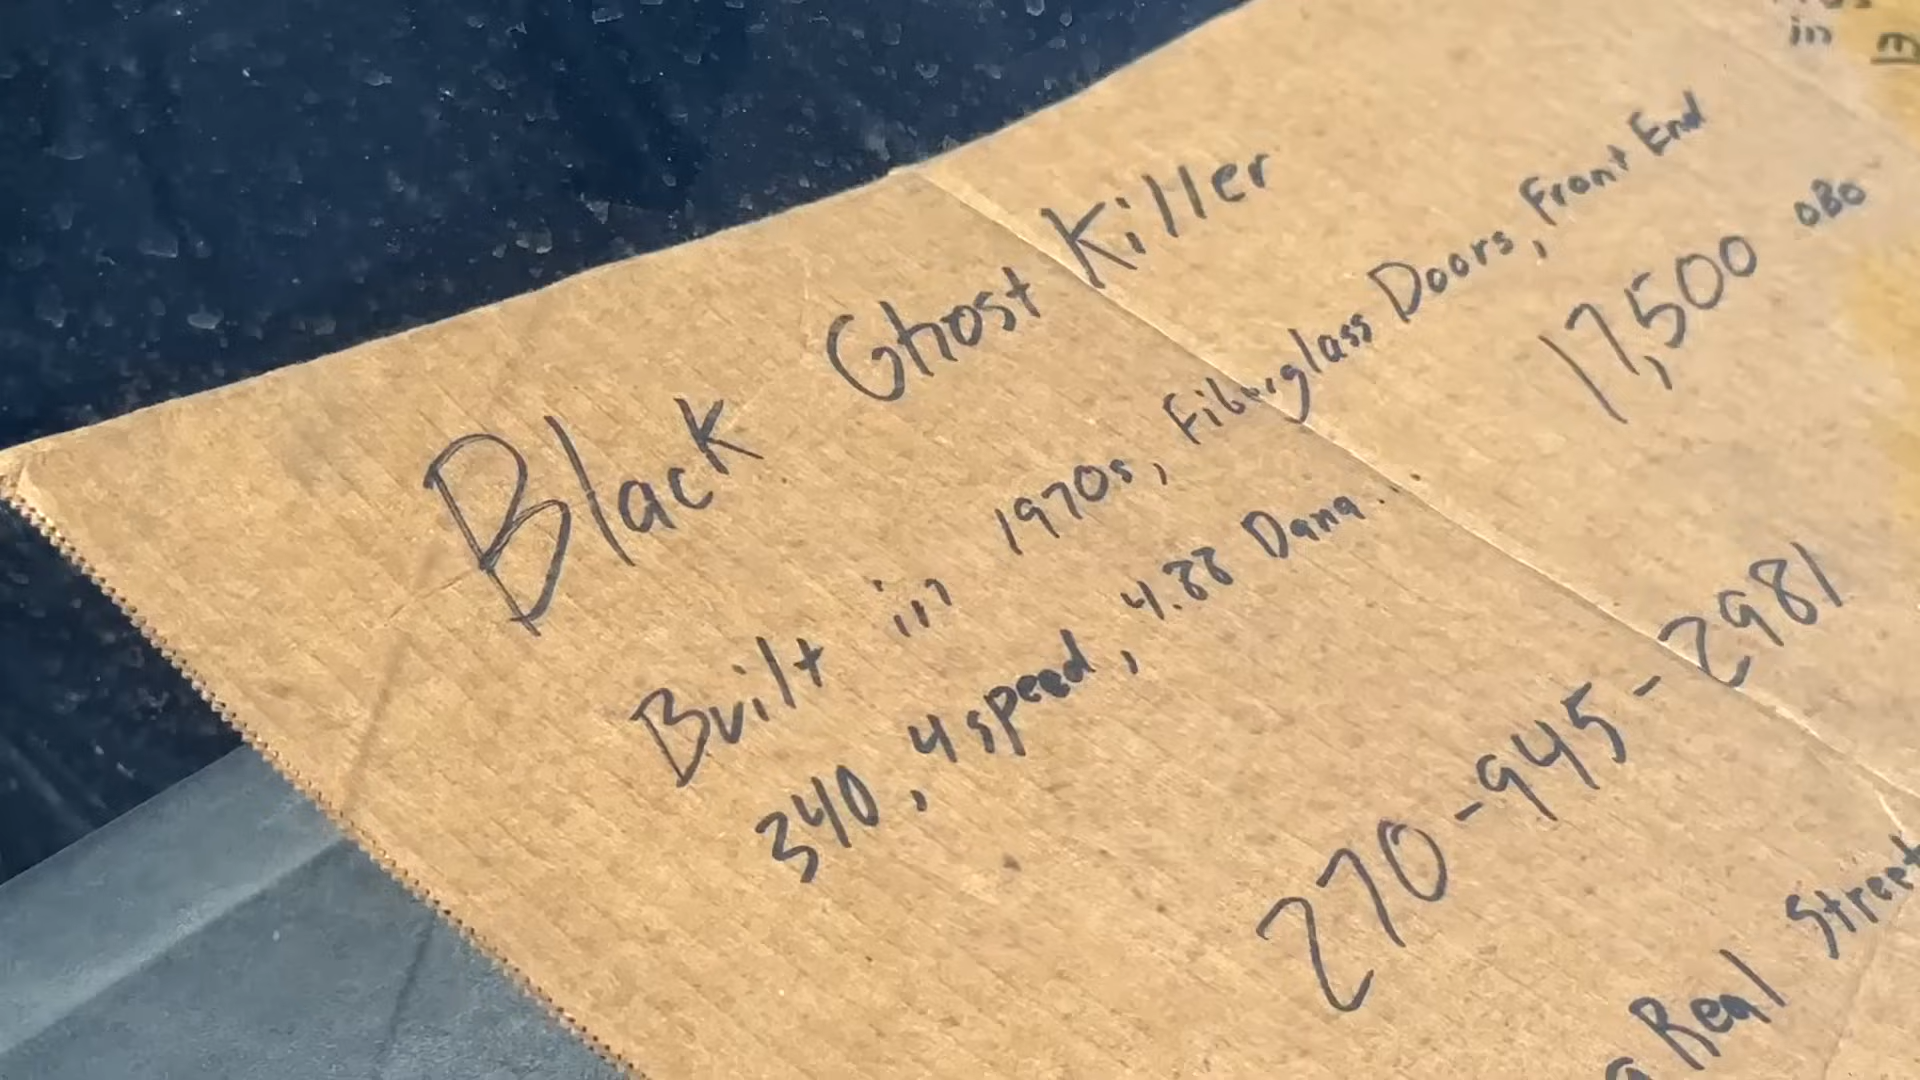 in
Black Ghost Killer
Built in 1970s, Fiberglass Doors, Front End
340, 4 speed, 4.88 Dana
17,500 OBO
270-945-2981
a Real Street